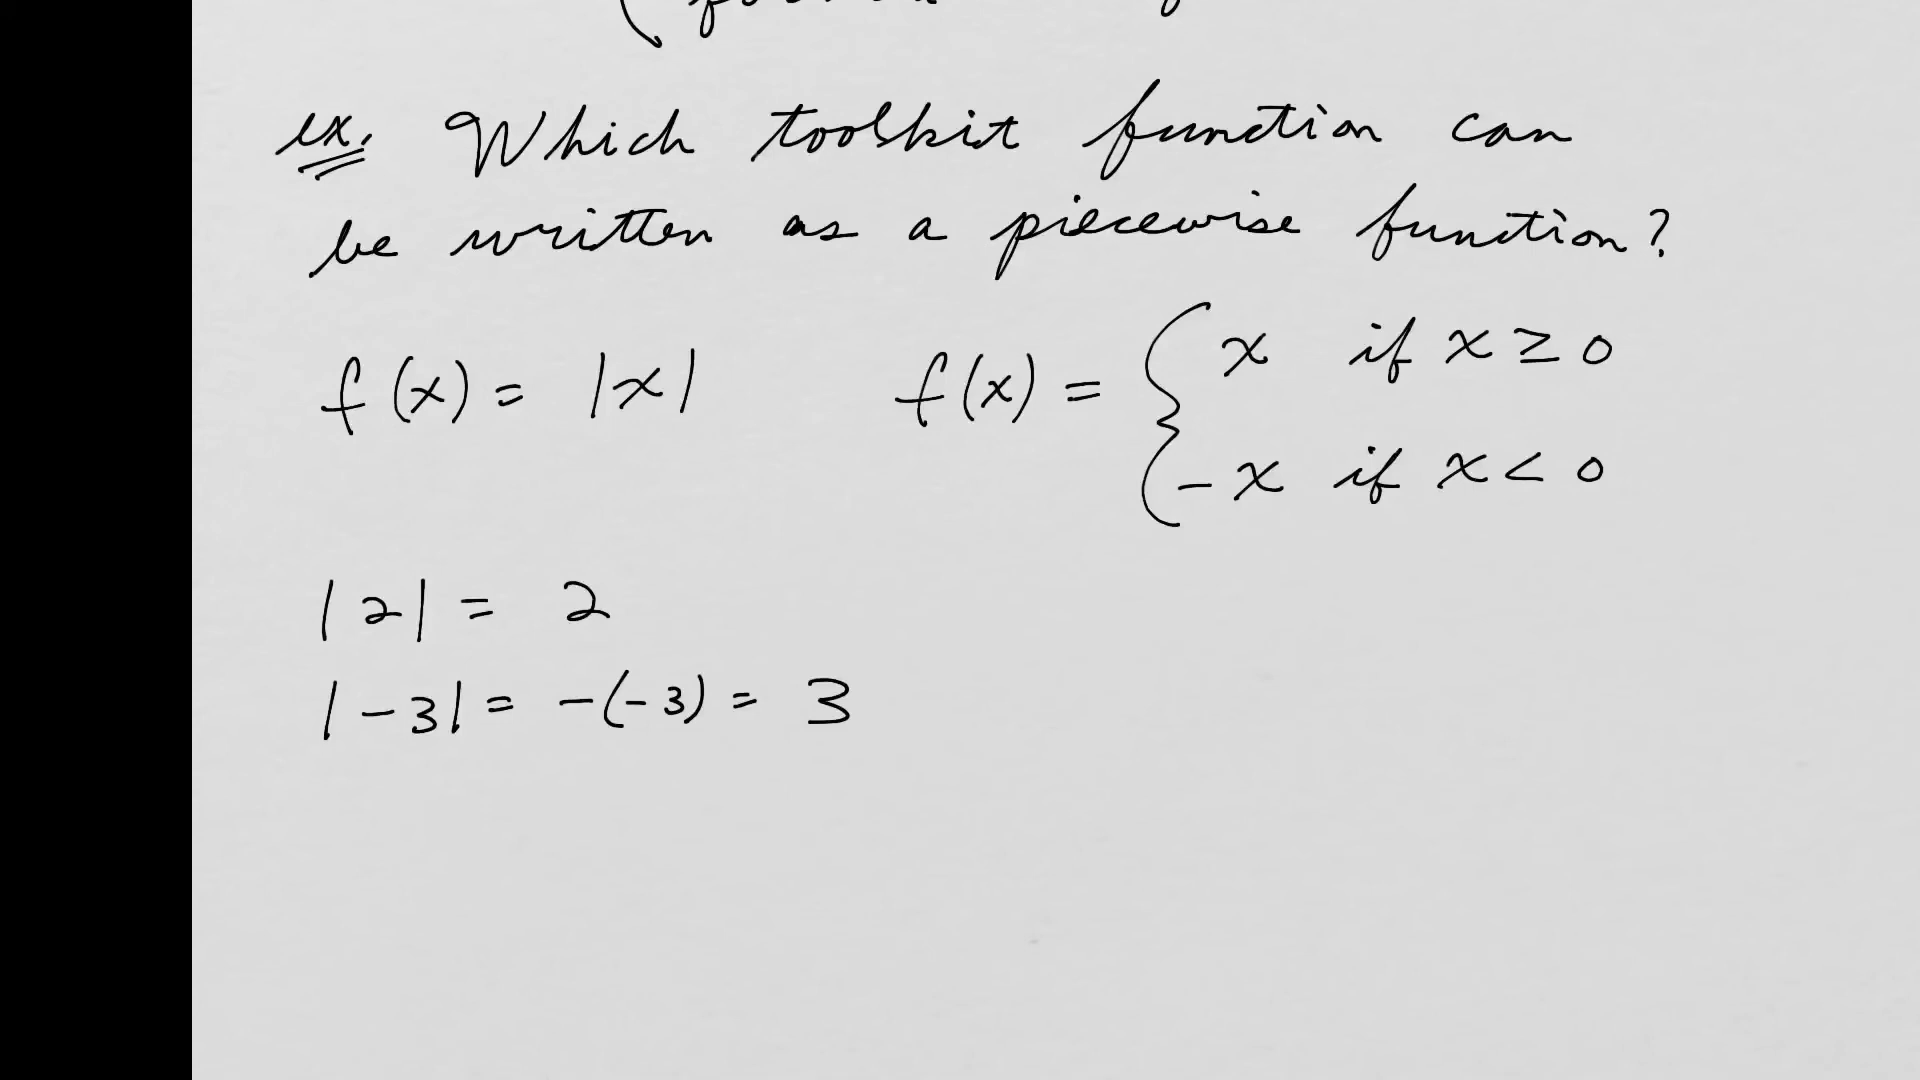 ex. Which toolkit function can
be written as a piecewise function?
f(x) = |x| f(x) = { x if x ≥ 0
-x if x < 0
|2| = 2
|-3| = -(-3) = 3